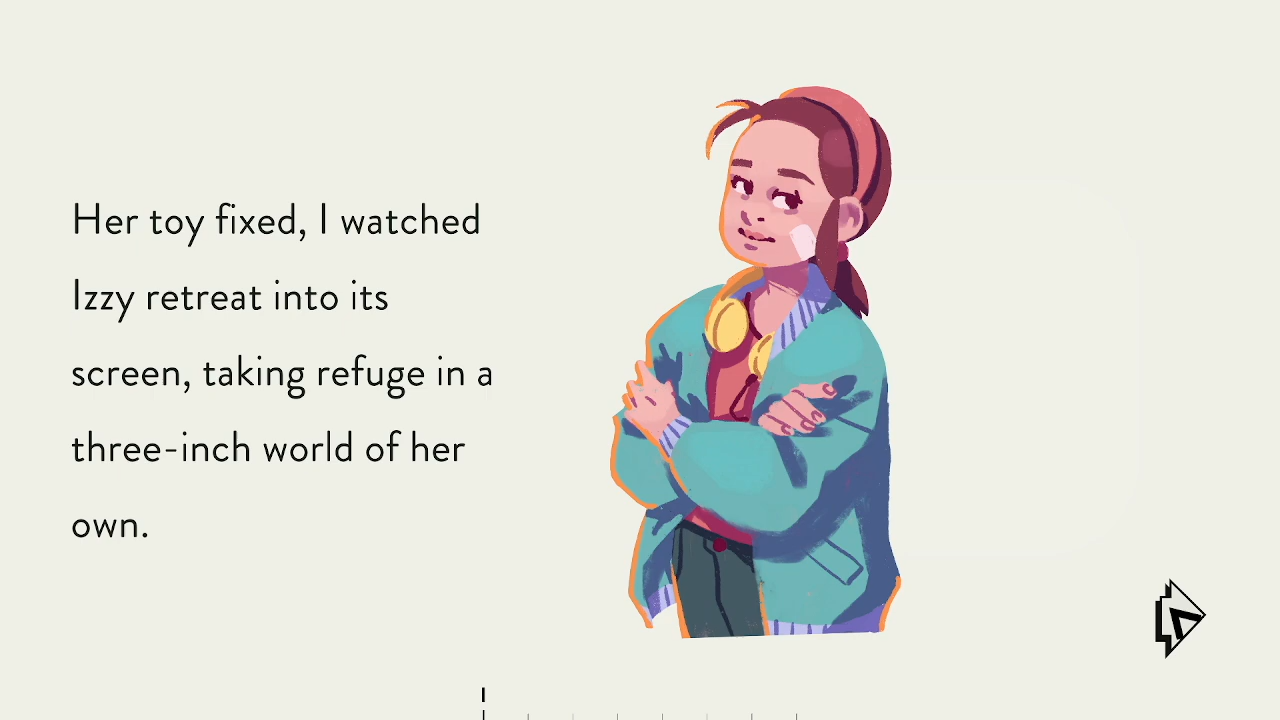 Her toy fixed, I watched
Izzy retreat into its
screen, taking refuge in a
three-inch world of her
own.